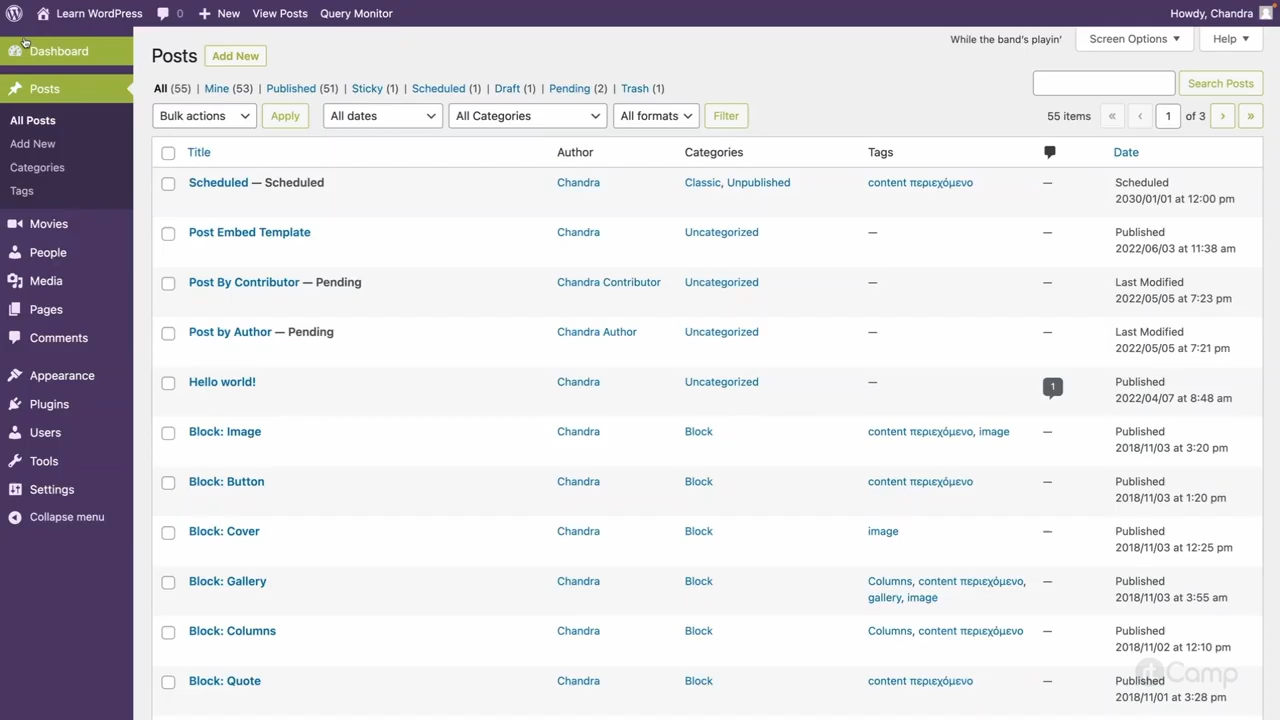 Learn WordPress 0 New View Posts Query Monitor Howdy, Chandra
Dashboard
Posts
All Posts
Add New
Categories
Tags
Movies
People
Media
Pages
Comments
Appearance
Plugins
Users
Tools
Settings
Collapse menu
While the band's playin'
Screen Options ▼
Help ▼
Posts Add New
All (55) | Mine (53) | Published (51) | Sticky (1) | Scheduled (1) | Draft (1) | Pending (2) | Trash (1)
Search Posts
Bulk actions Apply All dates All Categories All formats Filter 55 items « ‹ 1 of 3 › »
Title Author Categories Tags Date
Scheduled — Scheduled Chandra Classic, Unpublished content περιεχόμενο — Scheduled
2030/01/01 at 12:00 pm
Post Embed Template Chandra Uncategorized — — Published
2022/06/03 at 11:38 am
Post By Contributor — Pending Chandra Contributor Uncategorized — — Last Modified
2022/05/05 at 7:23 pm
Post by Author — Pending Chandra Author Uncategorized — — Last Modified
2022/05/05 at 7:21 pm
Hello world! Chandra Uncategorized — 1 Published
2022/04/07 at 8:48 am
Block: Image Chandra Block content περιεχόμενο, image — Published
2018/11/03 at 3:20 pm
Block: Button Chandra Block content περιεχόμενο — Published
2018/11/03 at 1:20 pm
Block: Cover Chandra Block image — Published
2018/11/03 at 12:25 pm
Block: Gallery Chandra Block Columns, content περιεχόμενο, — Published
gallery, image 2018/11/03 at 3:55 am
Block: Columns Chandra Block Columns, content περιεχόμενο — Published
2018/11/02 at 12:10 pm
Block: Quote Chandra Block content περιεχόμενο — Published
2018/11/01 at 3:28 pm
rtCamp